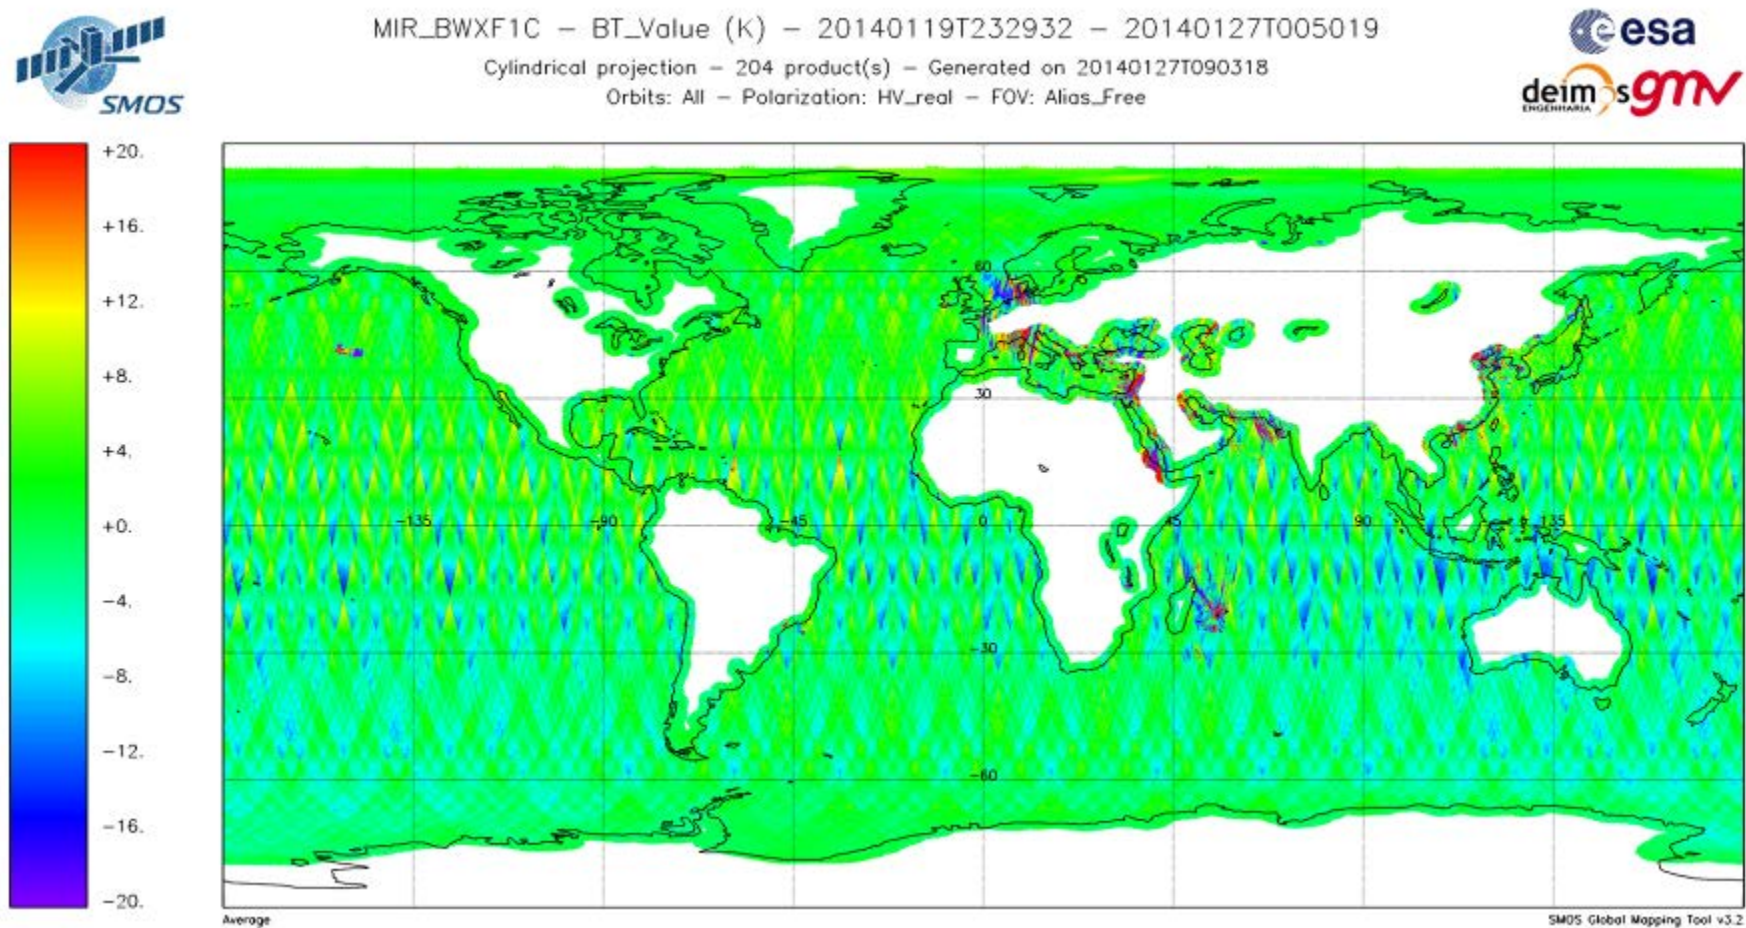 MIR_BWXF1C – BT_Value (K) – 20140119T232932 – 20140127T005019
Cylindrical projection – 204 product(s) – Generated on 20140127T090318
Orbits: All – Polarization: HV_real – FOV: Alias_Free
SMOS
esa
deimos
ENGENHARIA
gmv
+20.
+16.
+12.
+8.
+4.
+0.
-4.
-8.
-12.
-16.
-20.
60
30
-135
-90
-45
0
45
90
135
-30
-60
Average
SMOS Global Mapping Tool v3.2